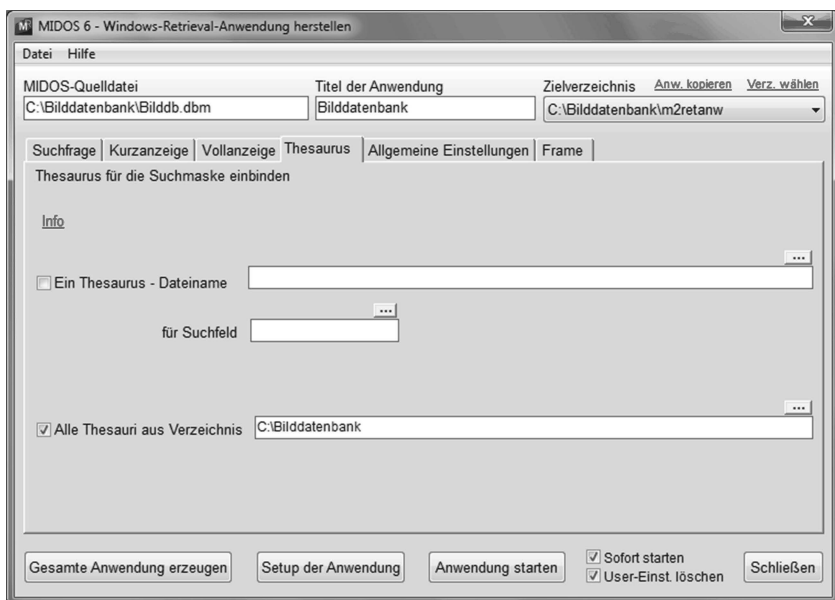 MIDOS 6 - Windows-Retrieval-Anwendung herstellen
Datei Hilfe
MIDOS-Quelldatei Titel der Anwendung Zielverzeichnis Anw. kopieren Verz. wählen
C:\Bilddatenbank\Bilddb.dbm Bilddatenbank C:\Bilddatenbank\m2retanw
Suchfrage Kurzanzeige Vollanzeige Thesaurus Allgemeine Einstellungen Frame
Thesaurus für die Suchmaske einbinden
Info
...
Ein Thesaurus - Dateiname
...
für Suchfeld
...
Alle Thesauri aus Verzeichnis C:\Bilddatenbank
Gesamte Anwendung erzeugen Setup der Anwendung Anwendung starten Sofort starten Schließen
User-Einst. löschen